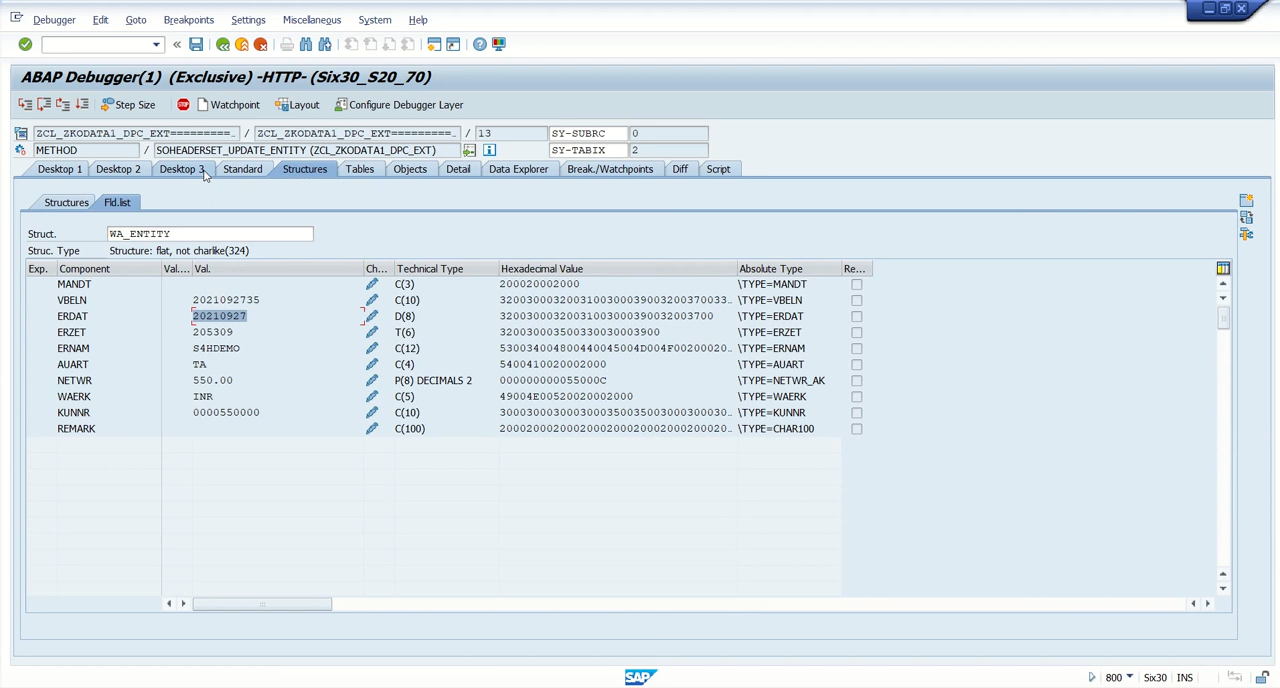 Debugger Edit Goto Breakpoints Settings Miscellaneous System Help
ABAP Debugger(1) (Exclusive) -HTTP- (Six30_S20_70)
Step Size STOP Watchpoint Layout Configure Debugger Layer
ZCL_ZKODATA1_DPC_EXT=========… / ZCL_ZKODATA1_DPC_EXT=========… / 13 SY-SUBRC 0
METHOD / SOHEADERSET_UPDATE_ENTITY (ZCL_ZKODATA1_DPC_EXT) SY-TABIX 2
Desktop 1 Desktop 2 Desktop 3 Standard Structures Tables Objects Detail Data Explorer Break./Watchpoints Diff Script
Structures Fld.list
Struct. WA_ENTITY
Struc. Type Structure: flat, not charlike(324)
Exp. Component Val.... Val. Ch... Technical Type Hexadecimal Value Absolute Type Re...
MANDT C(3) 200020002000 \TYPE=MANDT
VBELN 2021092735 C(10) 3200300032003100300039003200370033… \TYPE=VBELN
ERDAT 20210927 D(8) 32003000320031003000390032003700 \TYPE=ERDAT
ERZET 205309 T(6) 320030003500330030003900 \TYPE=ERZET
ERNAM S4HDEMO C(12) 530034004800440045004D004F00200020… \TYPE=ERNAM
AUART TA C(4) 5400410020002000 \TYPE=AUART
NETWR 550.00 P(8) DECIMALS 2 000000000055000C \TYPE=NETWR_AK
WAERK INR C(5) 49004E00520020002000 \TYPE=WAERK
KUNNR 0000550000 C(10) 3000300030003000350035003000300030… \TYPE=KUNNR
REMARK C(100) 2000200020002000200020002000200020… \TYPE=CHAR100
SAP 800 Six30 INS